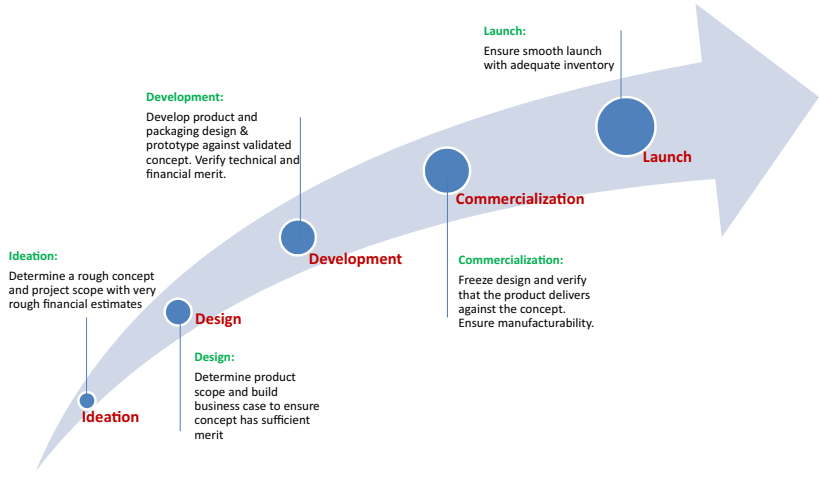 Launch:
Ensure smooth launch
with adequate inventory
Development:
Develop product and
packaging design &
prototype against validated
concept. Verify technical and
financial merit.
Launch
Commercialization
Ideation:
Determine a rough concept
and project scope with very
rough financial estimates
Development
Commercialization:
Freeze design and verify
that the product delivers
against the concept.
Ensure manufacturability.
Design
Design:
Determine product
scope and build
business case to ensure
concept has sufficient
merit
Ideation